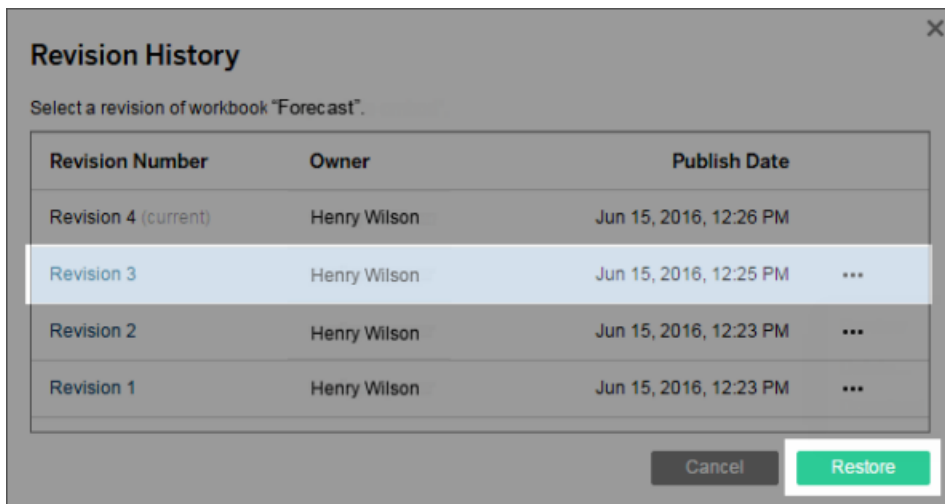 Revision History
Select a revision of workbook “Forecast”.
Revision Number Owner Publish Date
Revision 4 (current) Henry Wilson Jun 15, 2016, 12:26 PM
Revision 3 Henry Wilson Jun 15, 2016, 12:25 PM ...
Revision 2 Henry Wilson Jun 15, 2016, 12:23 PM ...
Revision 1 Henry Wilson Jun 15, 2016, 12:23 PM ...
Cancel Restore